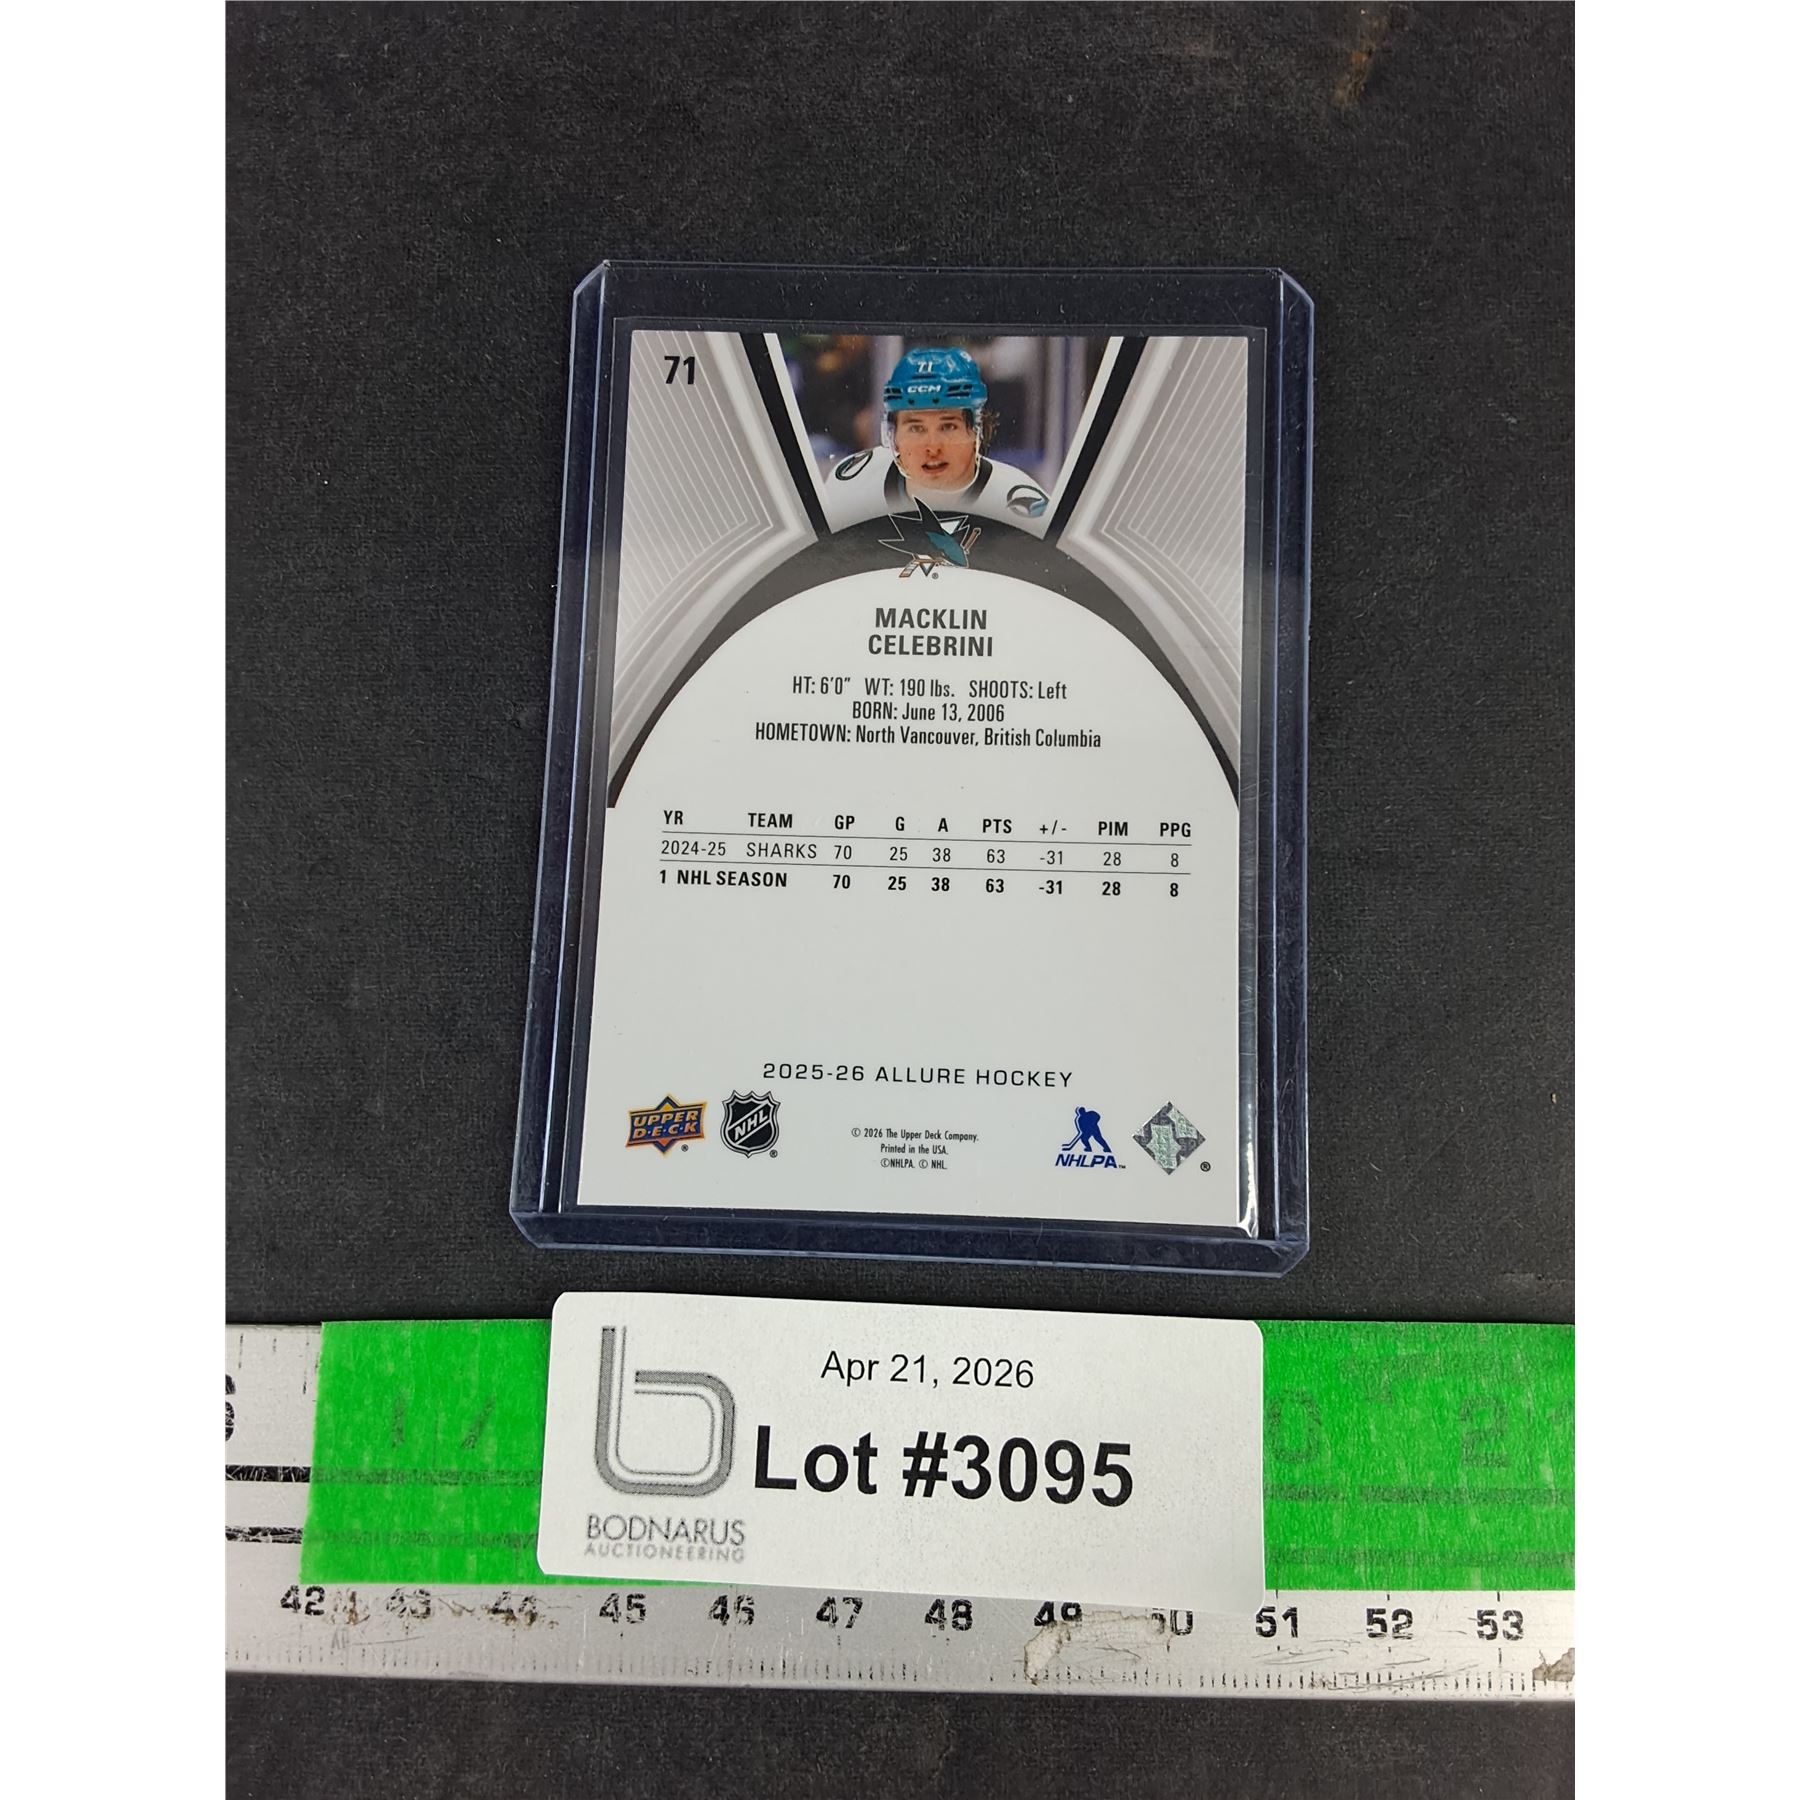 71
71
CCM
MACKLIN
CELEBRINI
HT: 6'0" WT: 190 lbs. SHOOTS: Left
BORN: June 13, 2006
HOMETOWN: North Vancouver, British Columbia
YR TEAM GP G A PTS +/- PIM PPG
2024-25 SHARKS 70 25 38 63 -31 28 8
1 NHL SEASON 70 25 38 63 -31 28 8
2025-26 ALLURE HOCKEY
UPPER
D·E·C·K
®
NHL
®
© 2026 The Upper Deck Company.
Printed in the USA.
©NHLPA. © NHL.
NHLPA™
®
Apr 21, 2026
Lot #3095
BODNARUS
AUCTIONEERING
42 43 44 45 46 47 48 49 50 51 52 53